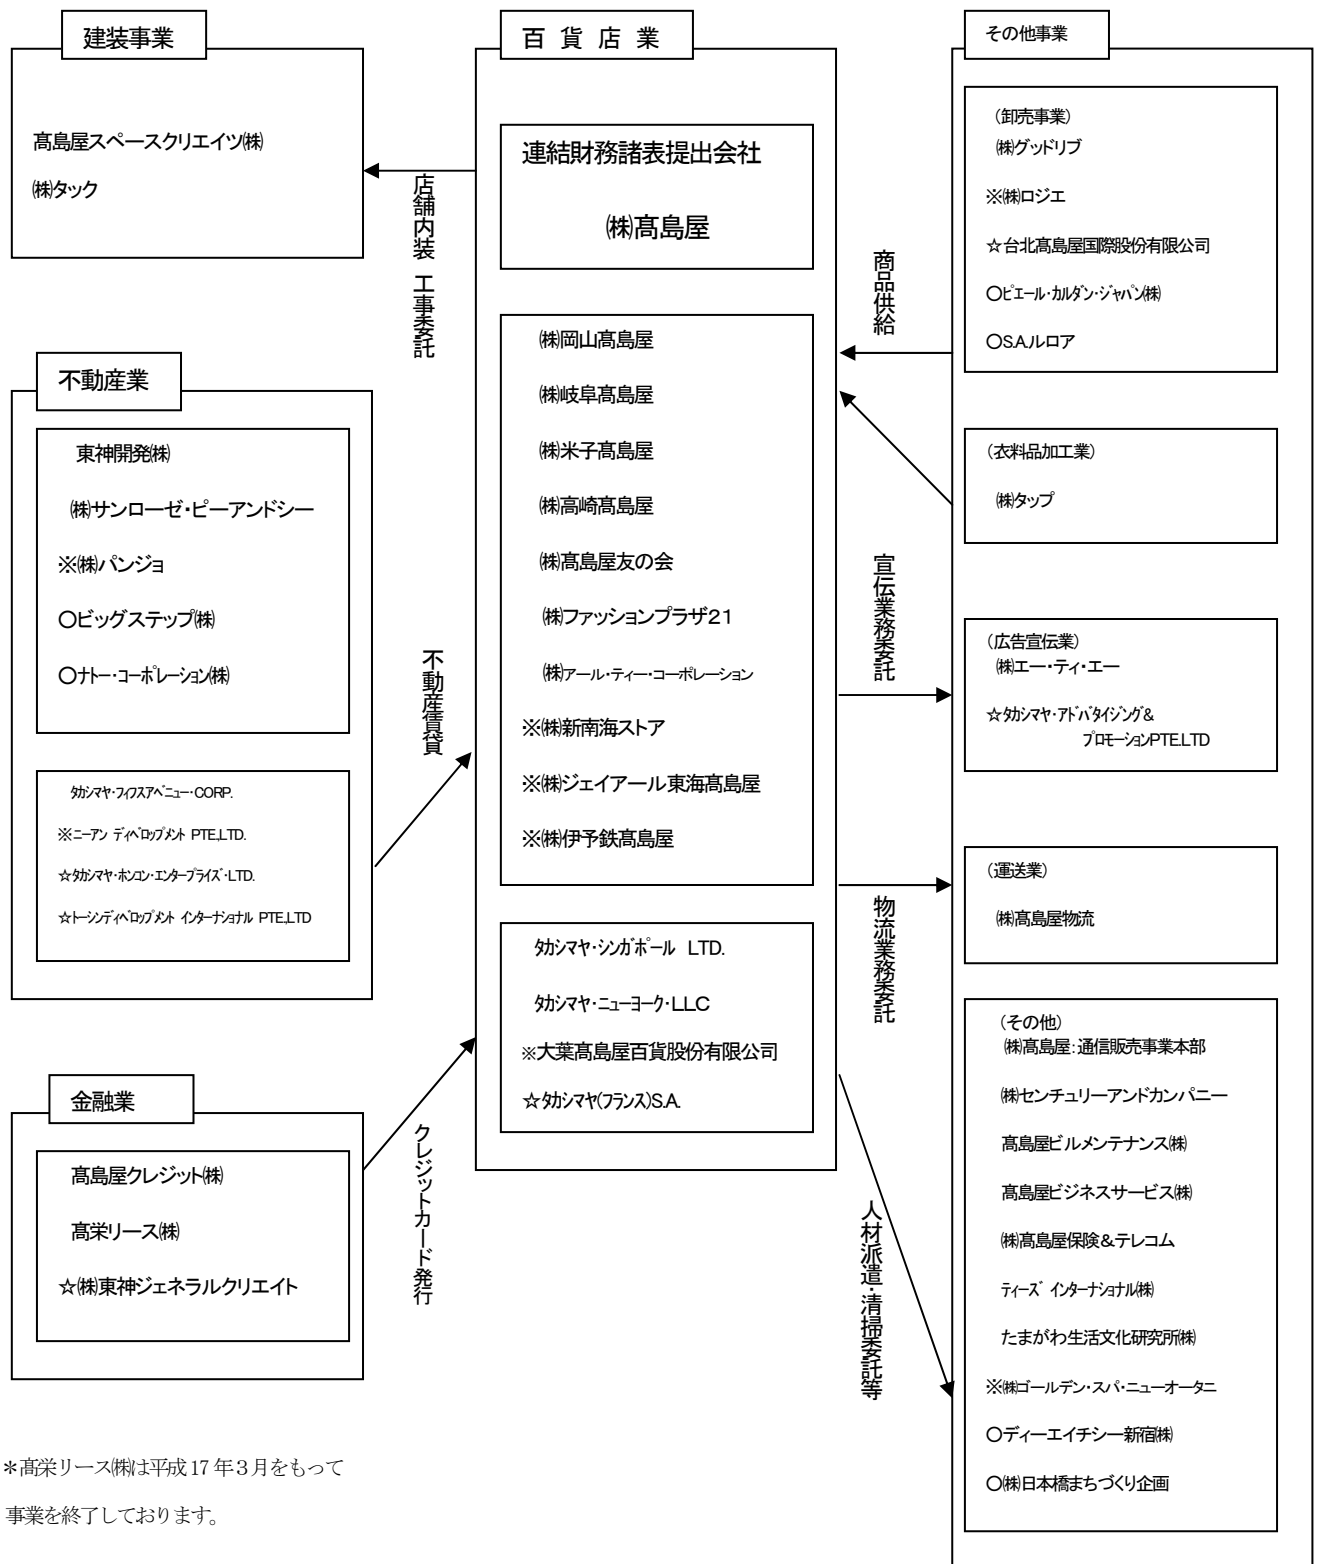 建装事業
髙島屋スペースクリエイツ㈱
㈱タック
店舗内装 工事委託
不動産業
東神開発㈱
㈱サンローゼ・ピーアンドシー
※㈱パンジョ
○ビッグステップ㈱
○ナトー・コーポレーション㈱
タカシマヤ・フィフスアベニュー・CORP.
※ニーアン ディベロップメント PTE,LTD.
☆タカシマヤ・ホンコン・エンタープライズ・LTD.
☆トーシンディベロップメント インターナショナル PTE,LTD
不動産賃貸
金融業
髙島屋クレジット㈱
髙栄リース㈱
☆㈱東神ジェネラルクリエイト
クレジットカード発行
*髙栄リース㈱は平成17年3月をもって
事業を終了しております。
百貨店業
連結財務諸表提出会社
㈱髙島屋
㈱岡山髙島屋
㈱岐阜髙島屋
㈱米子髙島屋
㈱高崎髙島屋
㈱髙島屋友の会
㈱ファッションプラザ21
㈱アール・ティー・コーポレーション
※㈱新南海ストア
※㈱ジェイアール東海髙島屋
※㈱伊予鉄髙島屋
タカシマヤ・シンガポール LTD.
タカシマヤ・ニューヨーク・LLC
※大葉髙島屋百貨股份有限公司
☆タカシマヤ(フランス)S.A.
商品供給
宣伝業務委託
物流業務委託
人材派遣・清掃委託等
その他事業
(卸売事業)
㈱グッドリブ
※㈱ロジエ
☆台北髙島屋国際股份有限公司
○ピエール・カルダン・ジャパン㈱
○S.A.ルロア
(衣料品加工業)
㈱タップ
(広告宣伝業)
㈱エー・ティ・エー
☆タカシマヤ・アドバタイジング&
プロモーションPTE.LTD
(運送業)
㈱髙島屋物流
(その他)
㈱髙島屋:通信販売事業本部
㈱センチュリーアンドカンパニー
髙島屋ビルメンテナンス㈱
髙島屋ビジネスサービス㈱
㈱髙島屋保険&テレコム
ティーズ インターナショナル㈱
たまがわ生活文化研究所㈱
※㈱ゴールデン・スパ・ニューオータニ
○ディーエイチシー新宿㈱
○㈱日本橋まちづくり企画